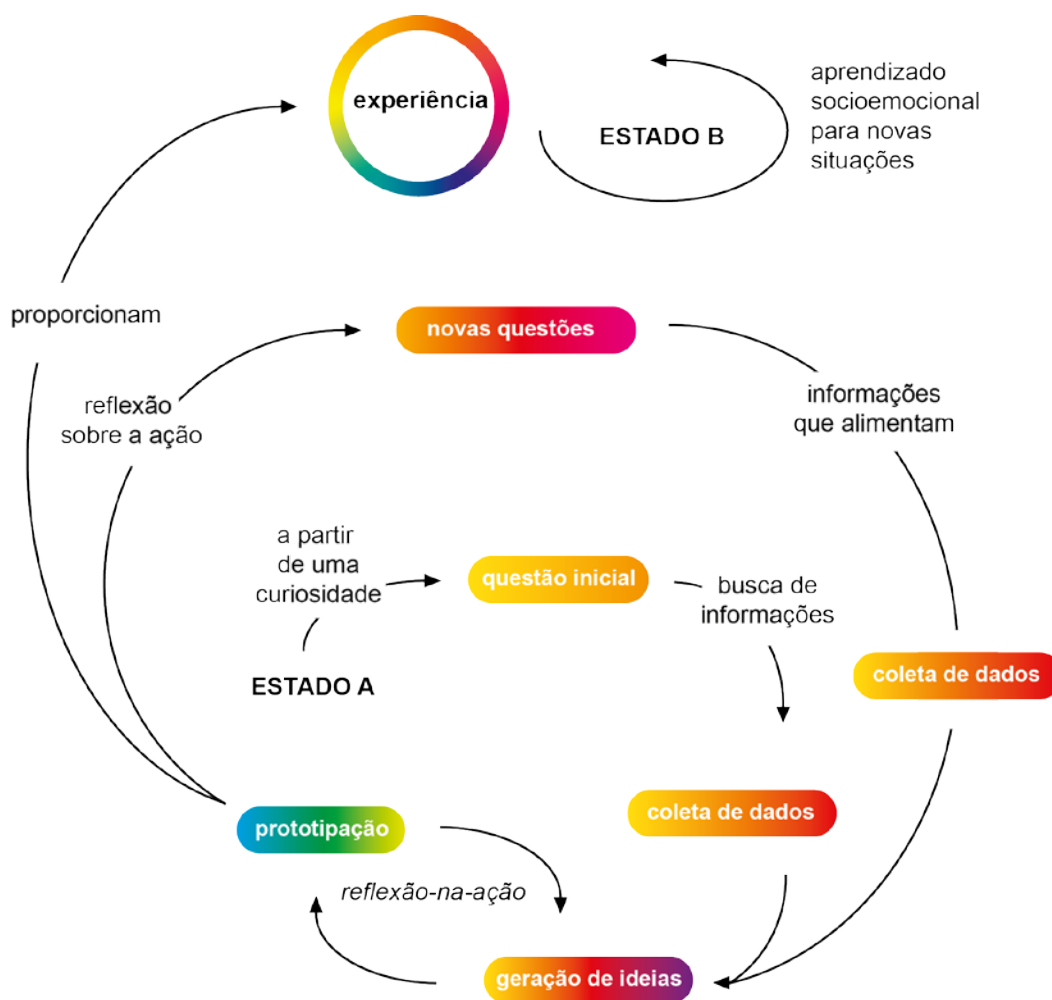 experiência
ESTADO B
aprendizado
socioemocional
para novas
situações
proporcionam
novas questões
reflexão
sobre a ação
informações
que alimentam
a partir
de uma
curiosidade
questão inicial
busca de
informações
ESTADO A
coleta de dados
coleta de dados
prototipação
reflexão-na-ação
geração de ideias